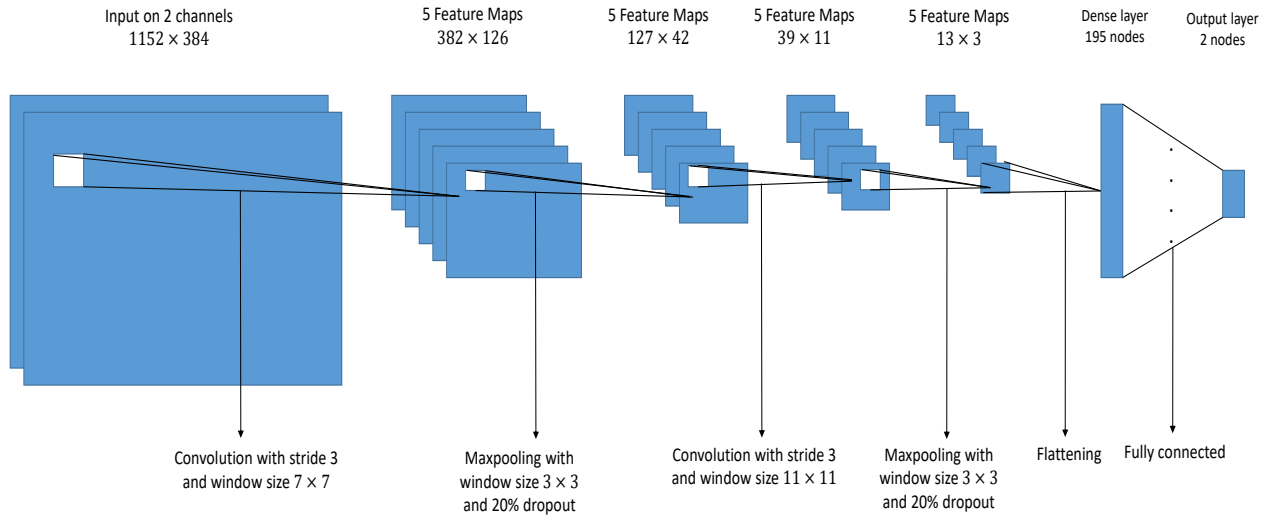 Input on 2 channels
1152 × 384
5 Feature Maps
382 × 126
5 Feature Maps
127 × 42
5 Feature Maps
39 × 11
5 Feature Maps
13 × 3
Dense layer
195 nodes
Output layer
2 nodes
Convolution with stride 3
and window size 7 × 7
Maxpooling with
window size 3 × 3
and 20% dropout
Convolution with stride 3
and window size 11 × 11
Maxpooling with
window size 3 × 3
and 20% dropout
Flattening
Fully connected